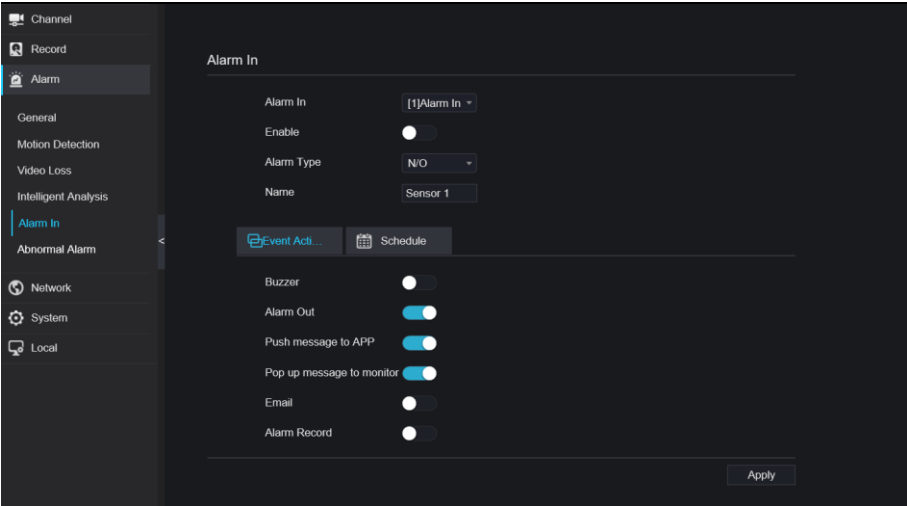 Channel
Record
Alarm
General
Motion Detection
Video Loss
Intelligent Analysis
Alarm In
Abnormal Alarm
Network
System
Local
<
Alarm In
Alarm In [1]Alarm In
Enable
Alarm Type N/O
Name Sensor 1
Event Acti... Schedule
Buzzer
Alarm Out
Push message to APP
Pop up message to monitor
Email
Alarm Record
Apply